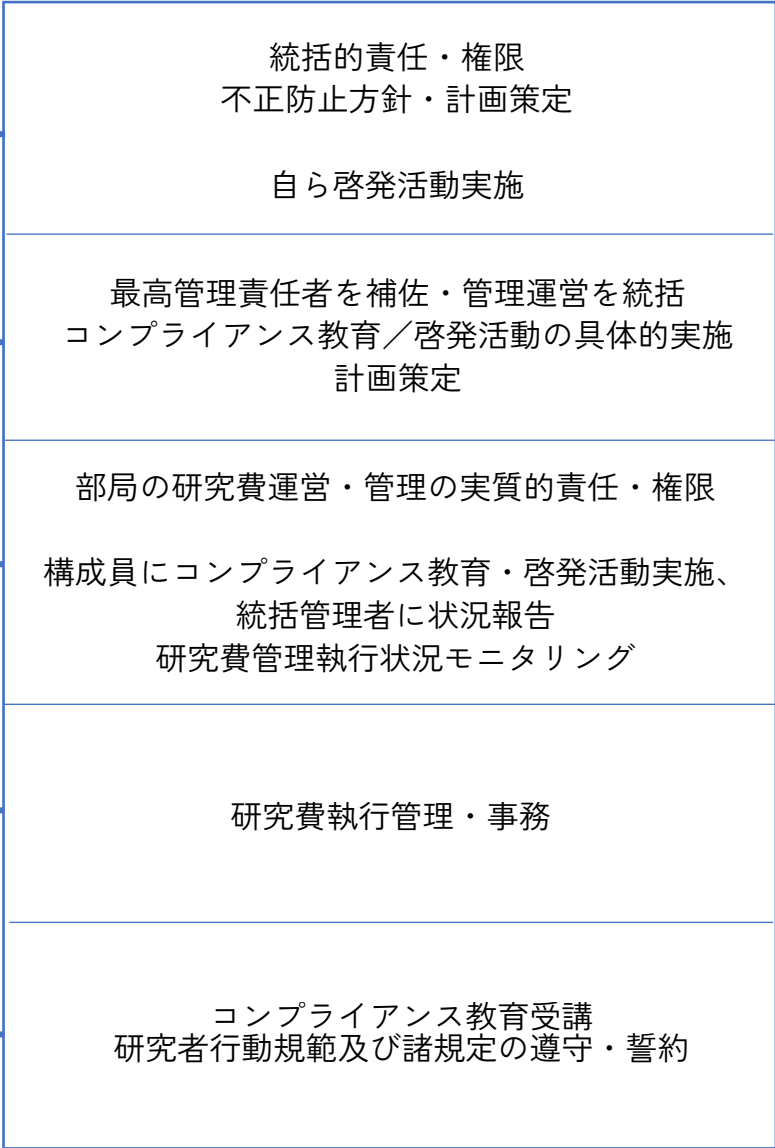 統括的責任・権限
不正防止方針・計画策定
自ら啓発活動実施
最高管理責任者を補佐・管理運営を統括
コンプライアンス教育／啓発活動の具体的実施
計画策定
部局の研究費運営・管理の実質的責任・権限
構成員にコンプライアンス教育・啓発活動実施、
統括管理者に状況報告
研究費管理執行状況モニタリング
研究費執行管理・事務
コンプライアンス教育受講
研究者行動規範及び諸規定の遵守・誓約